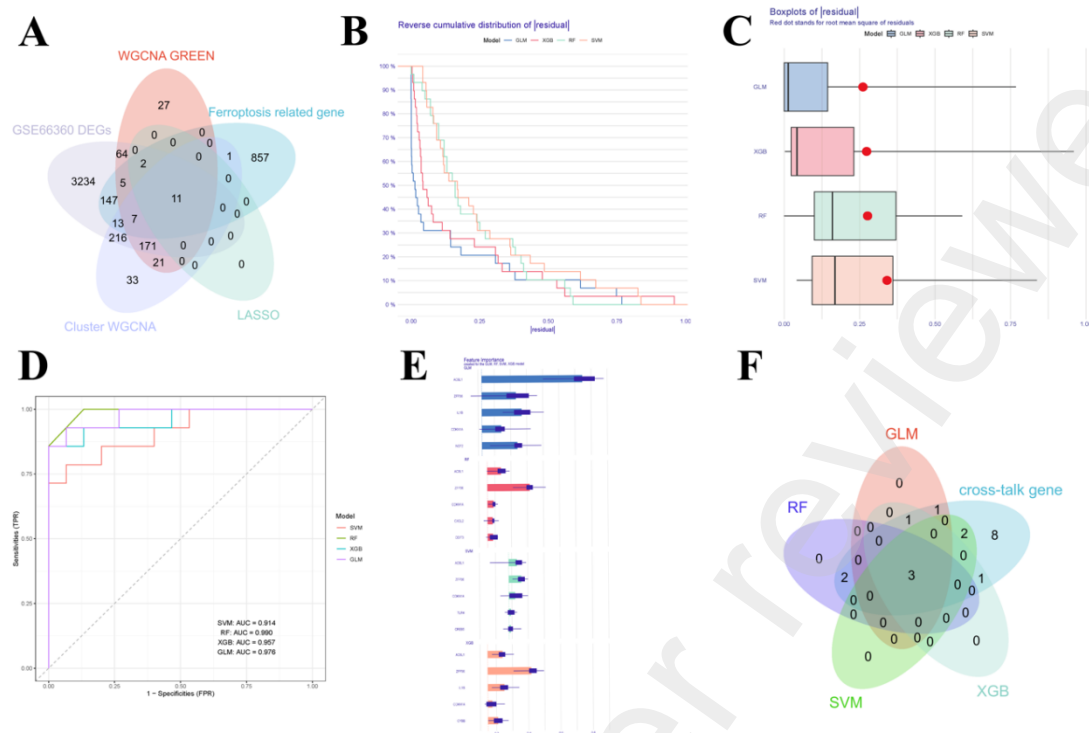 A
WGCNA GREEN
27
Ferroptosis related gene
GSE66360 DEGs
0
0
0
64
2
0
1
857
3234
5
0
147
11
0
0
13
7
0
216
171
0
0
0
21
0
0
0
33
Cluster WGCNA
LASSO
B
Reverse cumulative distribution of |residual|
Model GLM XGB RF SVM
100 %
90 %
80 %
70 %
60 %
50 %
40 %
30 %
20 %
10 %
0 %
0.00 0.25 0.50 0.75 1.00
|residual|
C
Boxplots of |residual|
Red dot stands for root mean square of residuals
Model GLM XGB RF SVM
GLM
XGB
RF
SVM
0.00 0.25 0.50 0.75 1.00
D
Sensitivities (TPR)
1.00
0.75
0.50
0.25
0.00
0.00 0.25 0.50 0.75 1.00
1 − Specificities (FPR)
Model
SVM
RF
XGB
GLM
SVM: AUC = 0.914
RF: AUC = 0.990
XGB: AUC = 0.957
GLM: AUC = 0.976
E
Feature Importance
GLM
RF
SVM
XGB
F
GLM
0
cross-talk gene
RF
0
1
1
0
0
0
0
2
8
0
0
0
0
2
3
0
1
0
0
0
0
0
0
0
0
0
0
0
0
SVM
XGB
er reviewe